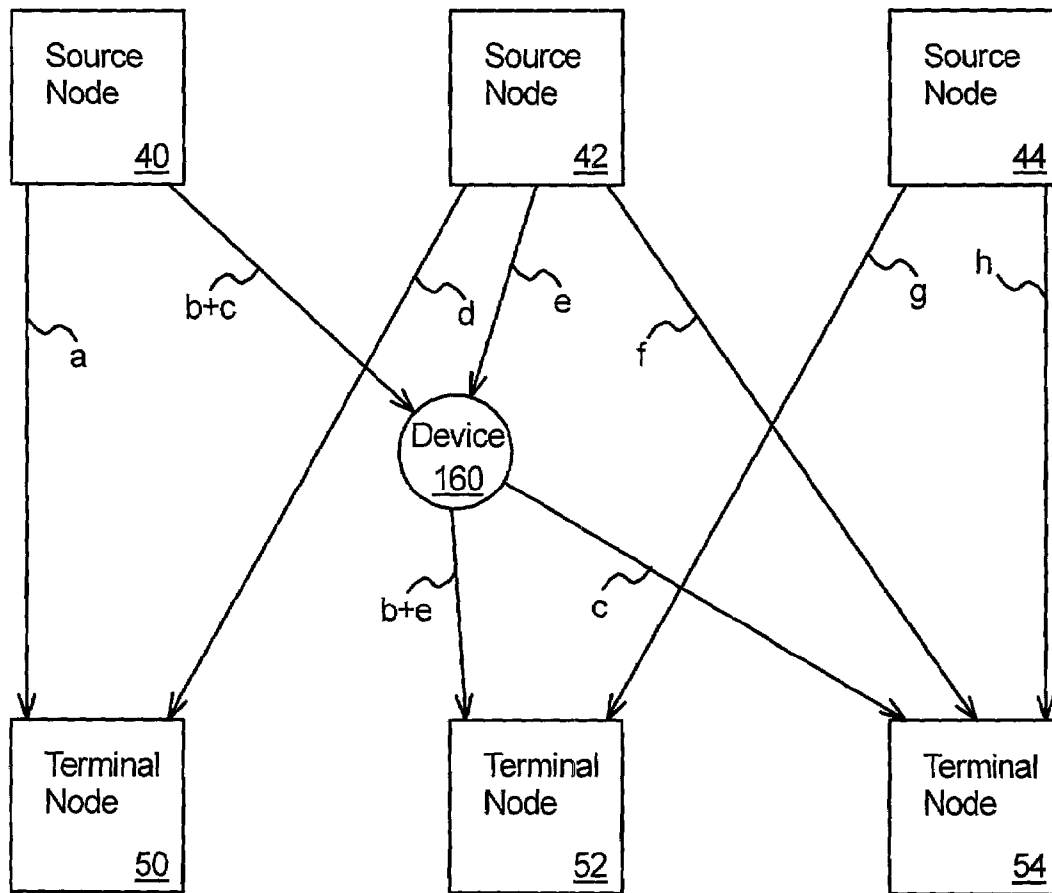 Source
Node
40
Source
Node
42
Source
Node
44
a
b+c
d
e
f
g
h
Device
160
b+e
c
Terminal
Node
50
Terminal
Node
52
Terminal
Node
54